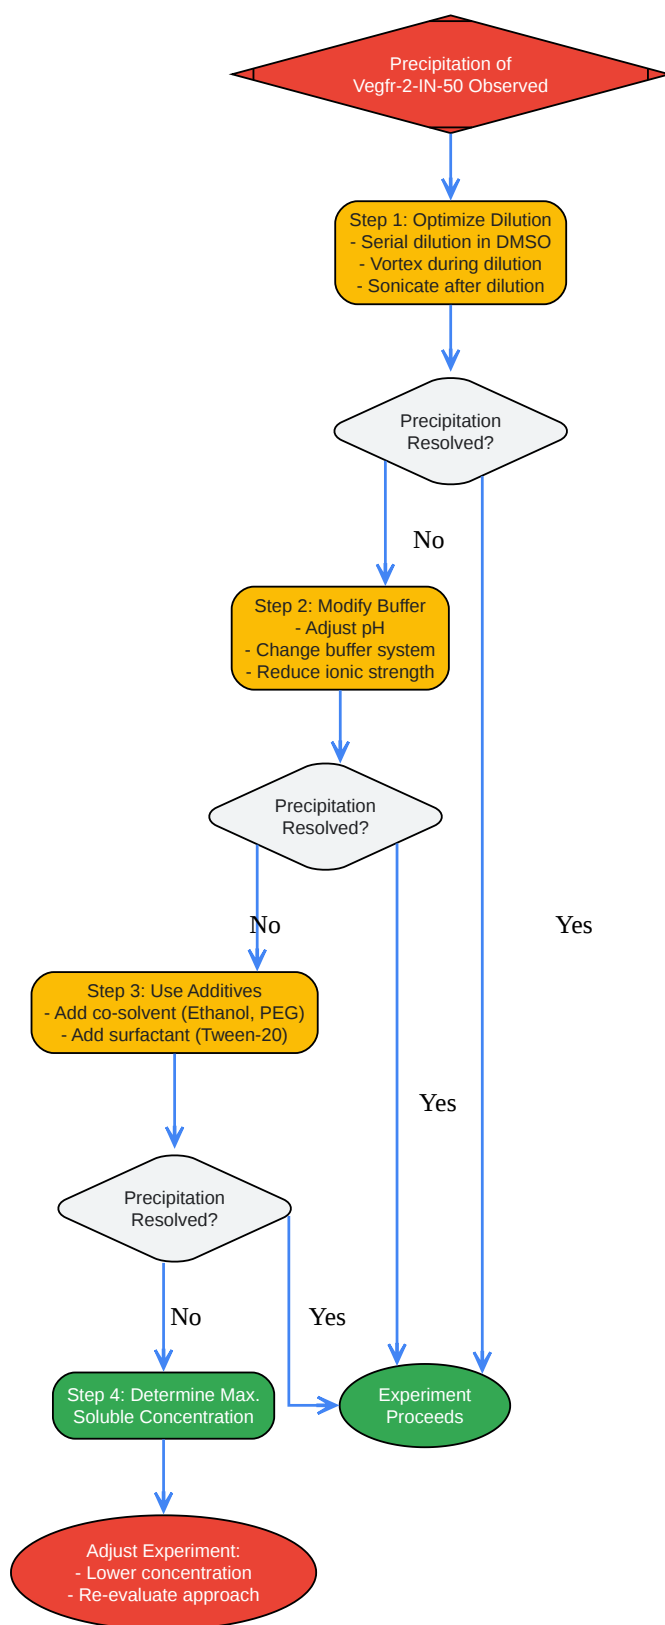 Precipitation of
Vegfr-2-IN-50 Observed
Step 1: Optimize Dilution
- Serial dilution in DMSO
- Vortex during dilution
- Sonicate after dilution
Precipitation
Resolved?
No
Step 2: Modify Buffer
- Adjust pH
- Change buffer system
- Reduce ionic strength
Precipitation
Resolved?
No
Yes
Step 3: Use Additives
- Add co-solvent (Ethanol, PEG)
- Add surfactant (Tween-20)
Yes
Precipitation
Resolved?
No
Yes
Step 4: Determine Max.
Soluble Concentration
Experiment
Proceeds
Adjust Experiment:
- Lower concentration
- Re-evaluate approach